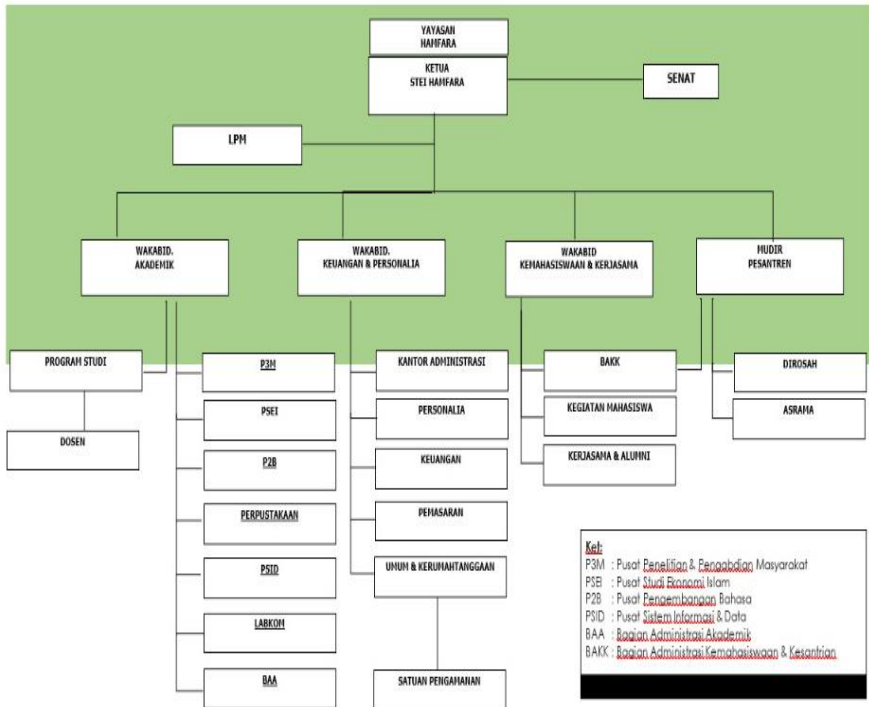 YAYASAN
HAMFARA
KETUA
STEI HAMFARA
SENAT
LPM
WAKABID.
AKADEMIK
WAKABID.
KEUANGAN & PERSONALIA
WAKABID
KEMAHASISWAAN & KERJASAMA
MUDIR
PESANTREN
PROGRAM STUDI
P3M
KANTOR ADMINISTRASI
BAKK
DIROSAH
PSEI
PERSONALIA
KEGIATAN MAHASISWA
ASRAMA
DOSEN
P2B
KEUANGAN
KERJASAMA & ALUMNI
PERPUSTAKAAN
PEMASARAN
PSID
UMUM & KERUMAHTANGGAAN
LABKOM
BAA
SATUAN PENGAMANAN
Ket:
P3M : Pusat Penelitian & Pengabdian Masyarakat
PSEI : Pusat Studi Ekonomi Islam
P2B : Pusat Pengembangan Bahasa
PSID : Pusat Sistem Informasi & Data
BAA : Bagian Administrasi Akademik
BAKK : Bagian Administrasi Kemahasiswaan & Kesantrian